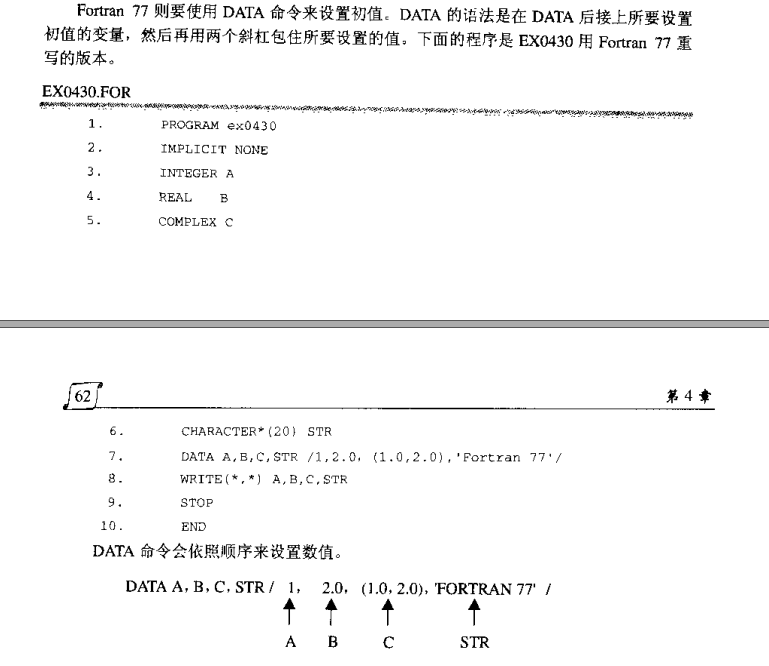 Fortran 77 则要使用 DATA 命令来设置初值。DATA 的语法是在 DATA 后接上所要设置
初值的变量，然后再用两个斜杠包住所要设置的值。下面的程序是 EX0430 用 Fortran 77 重
写的版本。
EX0430.FOR
1. PROGRAM ex0430
2. IMPLICIT NONE
3. INTEGER A
4. REAL B
5. COMPLEX C
62 第 4 章
6. CHARACTER*(20) STR
7. DATA A,B,C,STR /1,2.0, (1.0,2.0),'Fortran 77'/
8. WRITE(*,*) A,B,C,STR
9. STOP
10. END
DATA 命令会依照顺序来设置数值。
DATA A, B, C, STR / 1, 2.0, (1.0, 2.0), 'FORTRAN 77' /
A B C STR